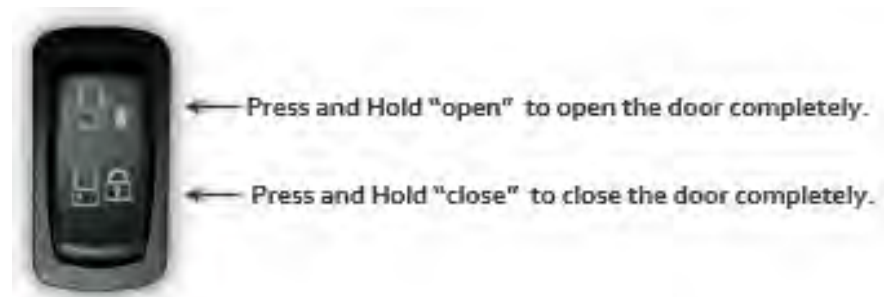 Press and Hold "open" to open the door completely.
Press and Hold "close" to close the door completely.